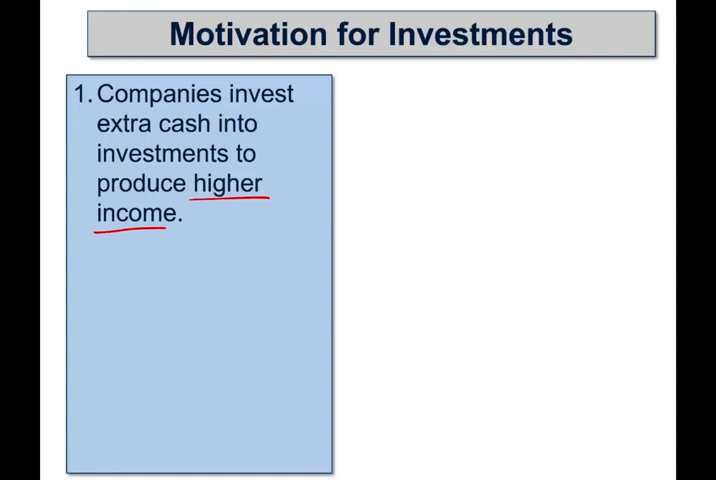 Motivation for Investments
1. Companies invest
extra cash into
investments to
produce higher
income.